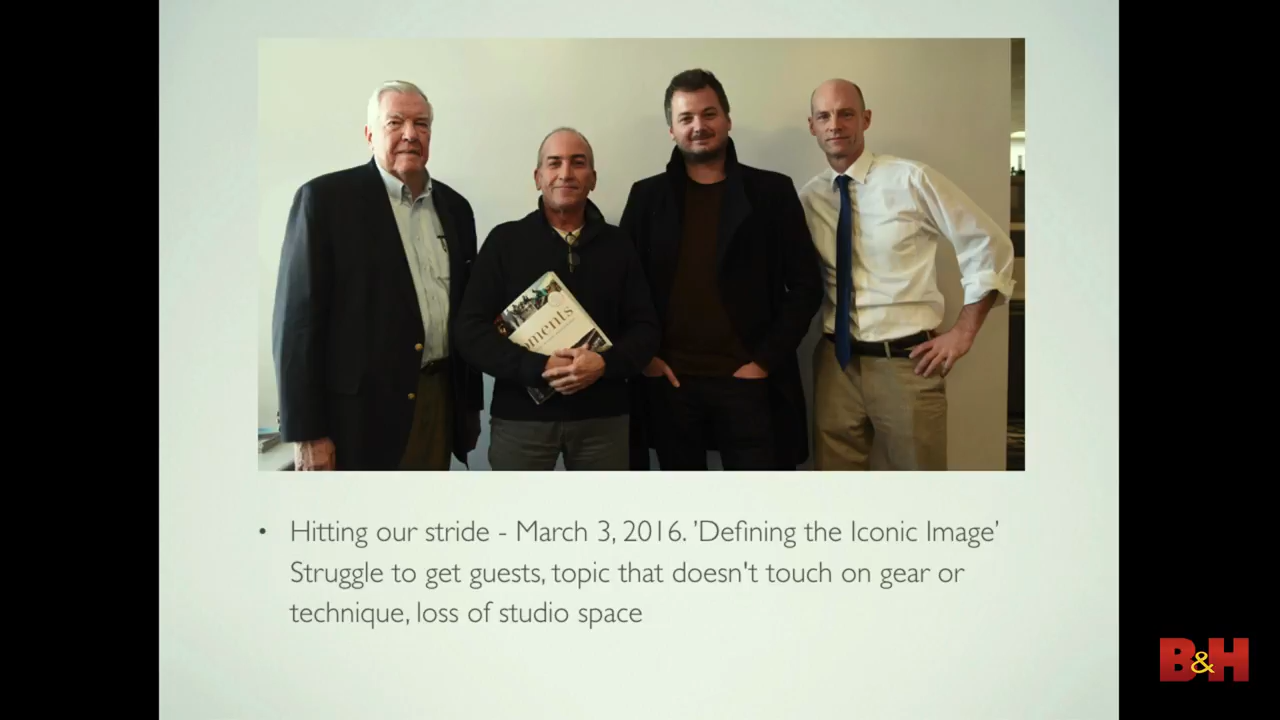 oments
• Hitting our stride - March 3, 2016. ’Defining the Iconic Image’
Struggle to get guests, topic that doesn't touch on gear or
technique, loss of studio space
B&H